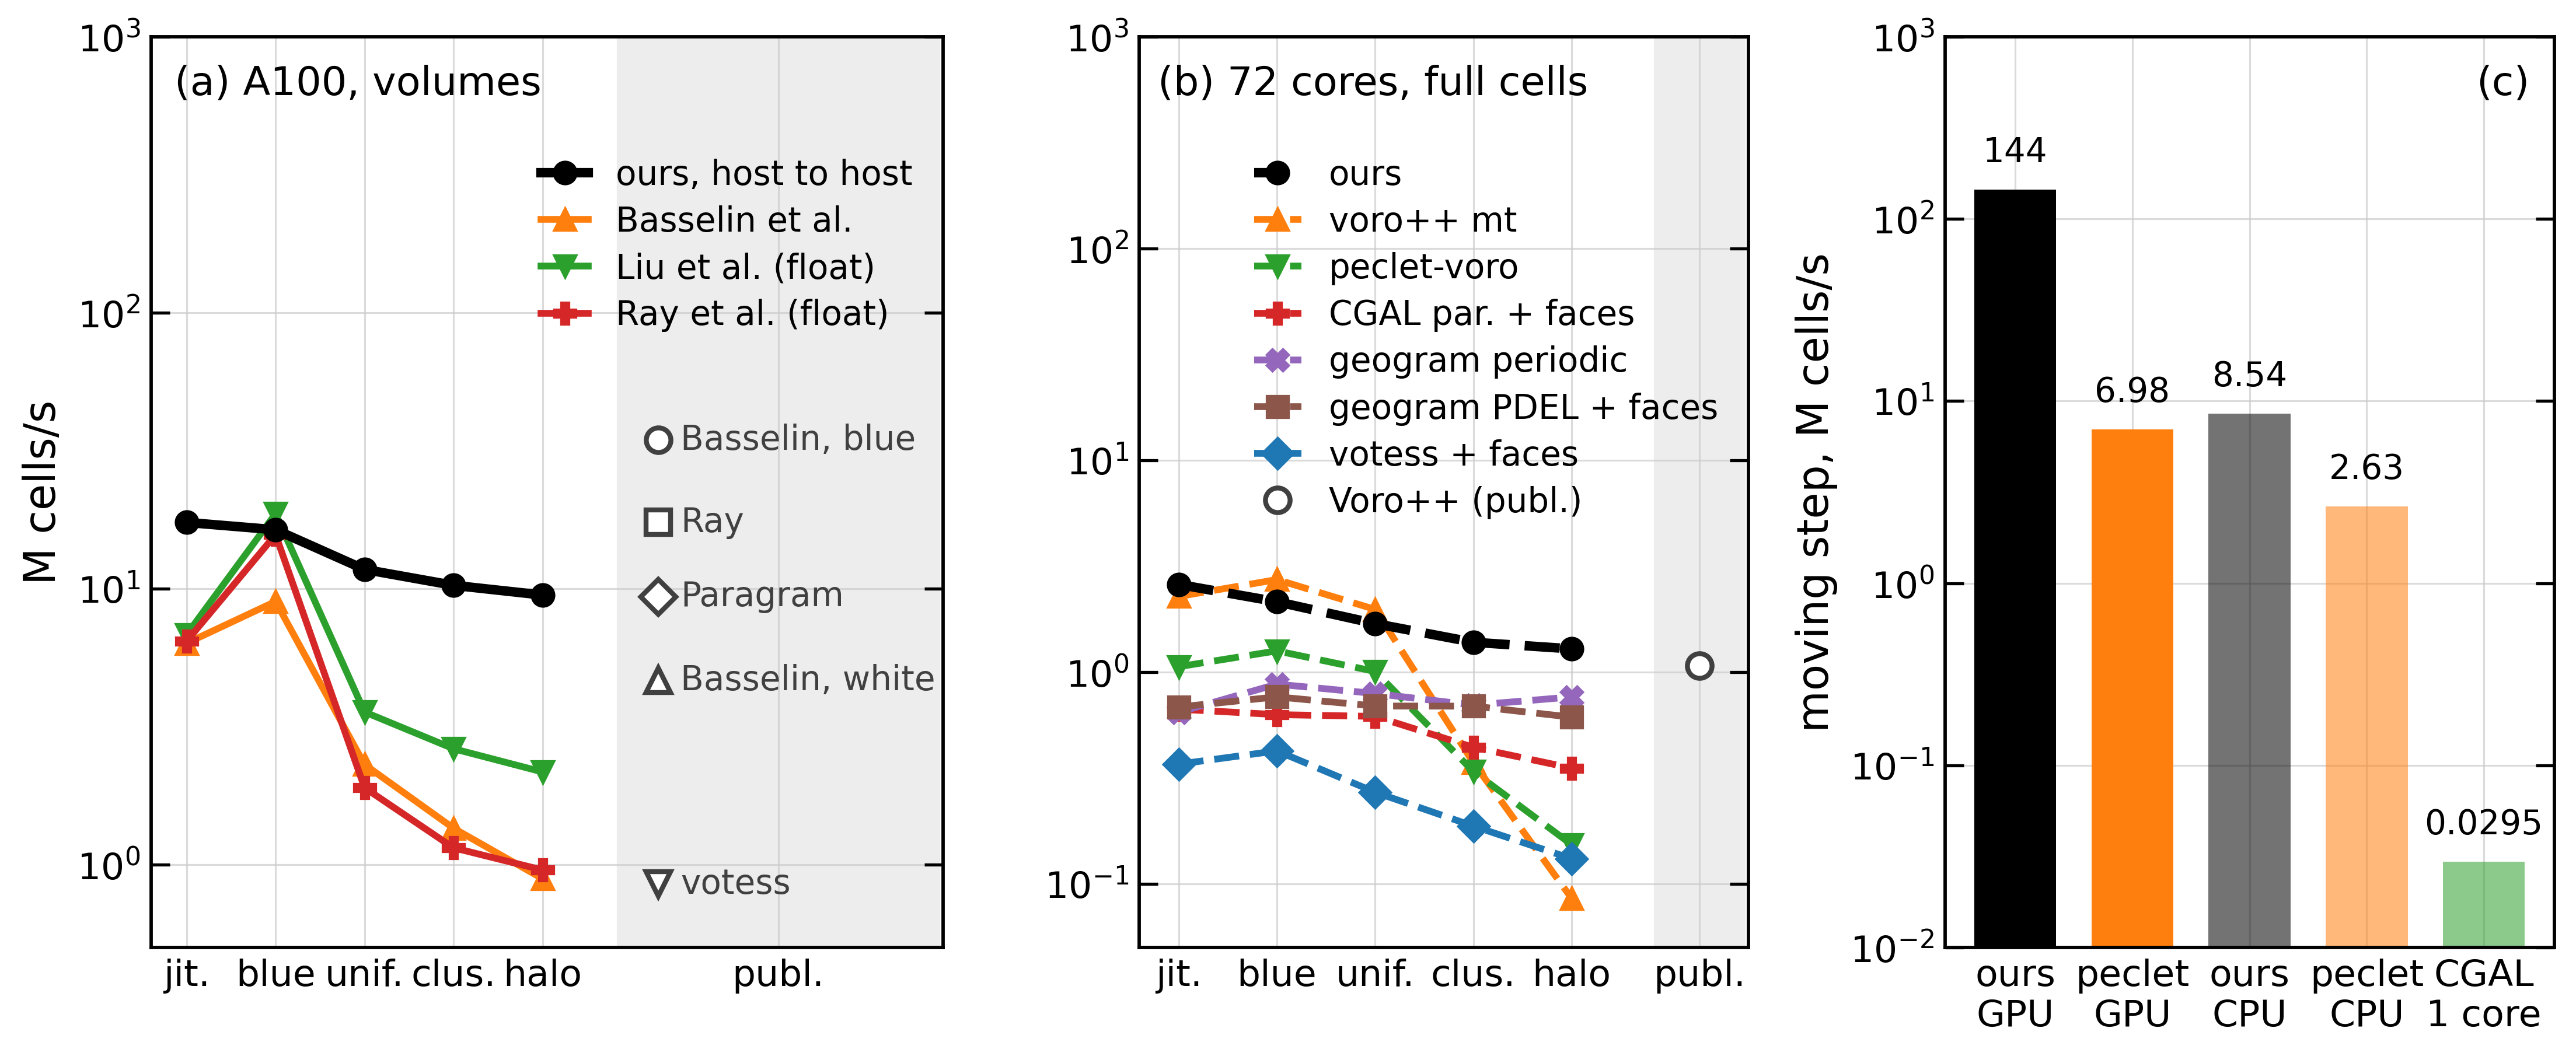 (a) A100, volumes
M cells/s
10³
10²
10¹
10⁰
ours, host to host
Basselin et al.
Liu et al. (float)
Ray et al. (float)
Basselin, blue
Ray
Paragram
Basselin, white
votess
jit. blue unif. clus. halo publ.
(b) 72 cores, full cells
10³
10²
10¹
10⁰
10⁻¹
ours
voro++ mt
peclet-voro
CGAL par. + faces
geogram periodic
geogram PDEL + faces
votess + faces
Voro++ (publ.)
jit. blue unif. clus. halo publ.
(c)
moving step, M cells/s
10³
10²
10¹
10⁰
10⁻¹
10⁻²
144
6.98
8.54
2.63
0.0295
ours peclet ours peclet CGAL
GPU GPU CPU CPU 1 core